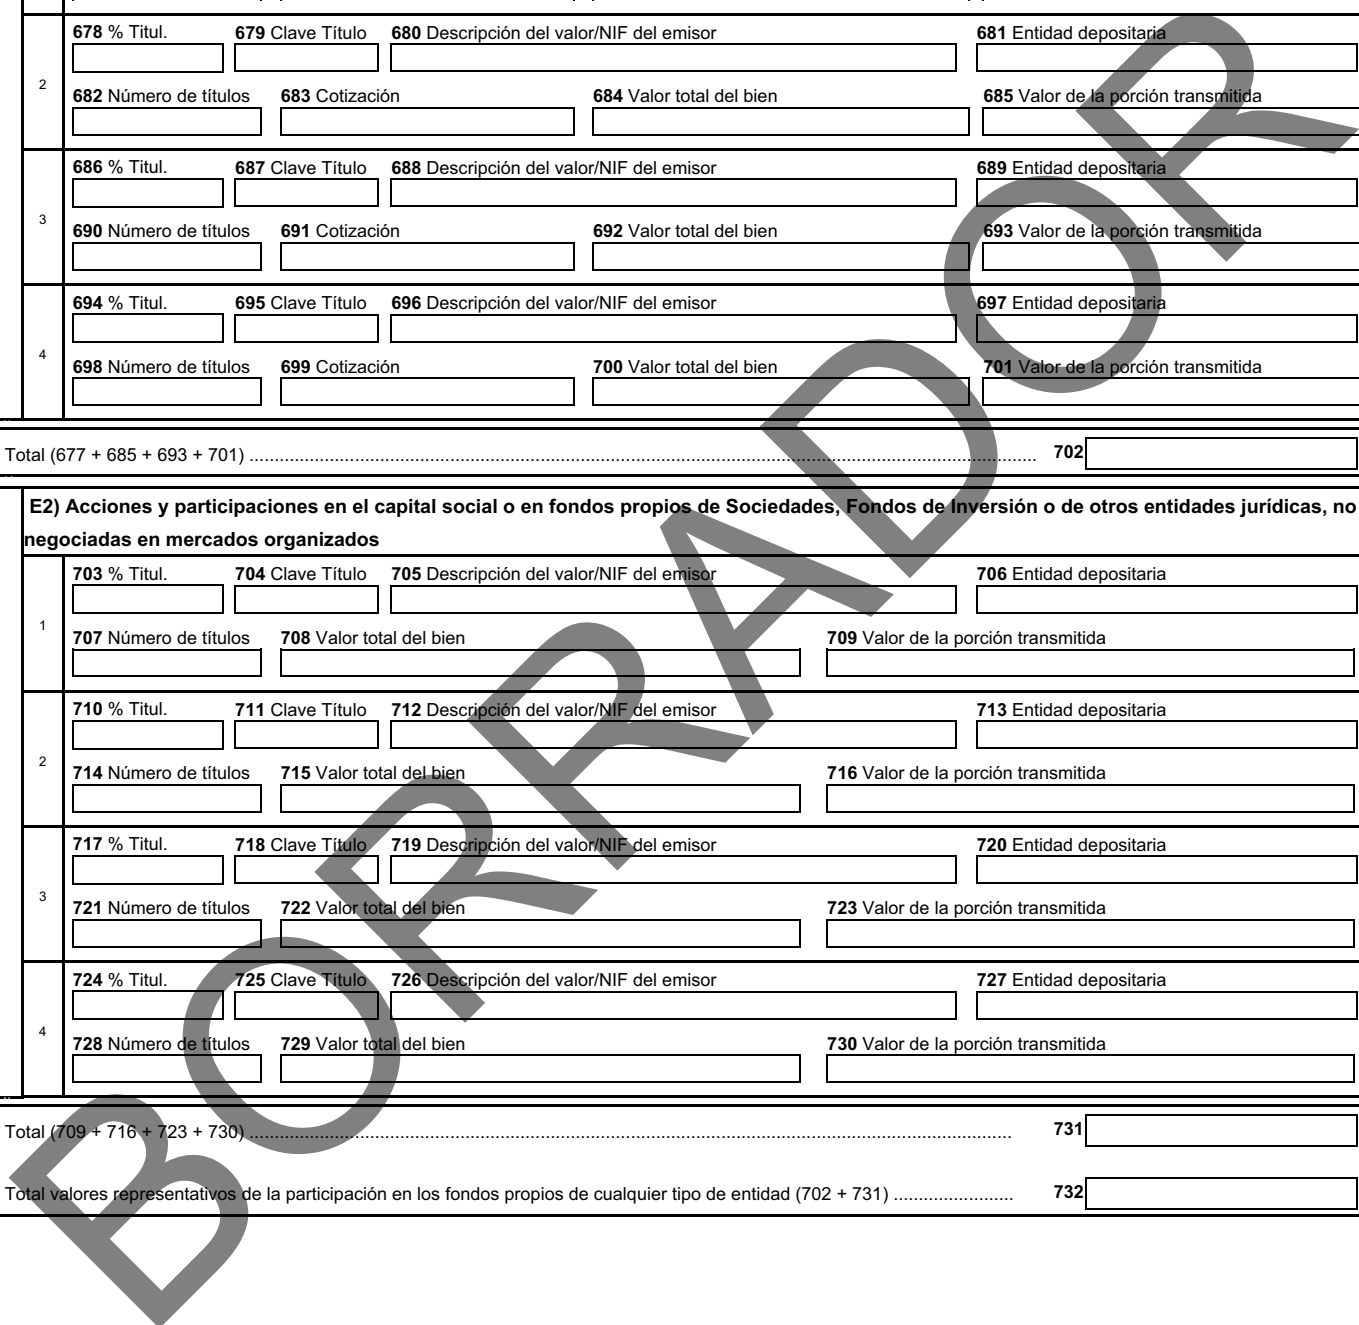 678 % Titul. 679 Clave Título 680 Descripción del valor/NIF del emisor 681 Entidad depositaria
2
682 Número de títulos 683 Cotización 684 Valor total del bien 685 Valor de la porción transmitida
686 % Titul. 687 Clave Título 688 Descripción del valor/NIF del emisor 689 Entidad depositaria
3
690 Número de títulos 691 Cotización 692 Valor total del bien 693 Valor de la porción transmitida
694 % Titul. 695 Clave Título 696 Descripción del valor/NIF del emisor 697 Entidad depositaria
4
698 Número de títulos 699 Cotización 700 Valor total del bien 701 Valor de la porción transmitida
Total (677 + 685 + 693 + 701) ........ 702
E2) Acciones y participaciones en el capital social o en fondos propios de Sociedades, Fondos de Inversión o de otros entidades jurídicas, no
negociadas en mercados organizados
703 % Titul. 704 Clave Título 705 Descripción del valor/NIF del emisor 706 Entidad depositaria
1
707 Número de títulos 708 Valor total del bien 709 Valor de la porción transmitida
710 % Titul. 711 Clave Título 712 Descripción del valor/NIF del emisor 713 Entidad depositaria
2
714 Número de títulos 715 Valor total del bien 716 Valor de la porción transmitida
717 % Titul. 718 Clave Título 719 Descripción del valor/NIF del emisor 720 Entidad depositaria
3
721 Número de títulos 722 Valor total del bien 723 Valor de la porción transmitida
724 % Titul. 725 Clave Título 726 Descripción del valor/NIF del emisor 727 Entidad depositaria
4
728 Número de títulos 729 Valor total del bien 730 Valor de la porción transmitida
Total (709 + 716 + 723 + 730) ........ 731
Total valores representativos de la participación en los fondos propios de cualquier tipo de entidad (702 + 731) ........................ 732
BORRADOR